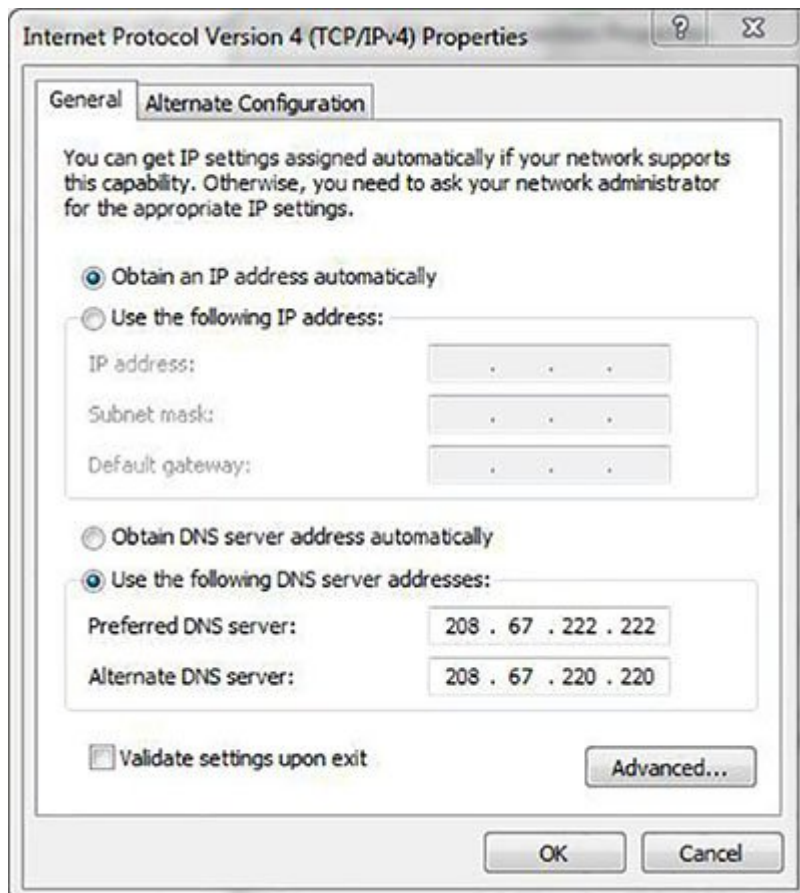 Internet Protocol Version 4 (TCP/IPv4) Properties
General
Alternate Configuration
You can get IP settings assigned automatically if your network supports
this capability. Otherwise, you need to ask your network administrator
for the appropriate IP settings.
Obtain an IP address automatically
Use the following IP address:
IP address: . . .
Subnet mask: . . .
Default gateway: . . .
Obtain DNS server address automatically
Use the following DNS server addresses:
Preferred DNS server: 208 . 67 . 222 . 222
Alternate DNS server: 208 . 67 . 220 . 220
Validate settings upon exit
Advanced...
OK
Cancel